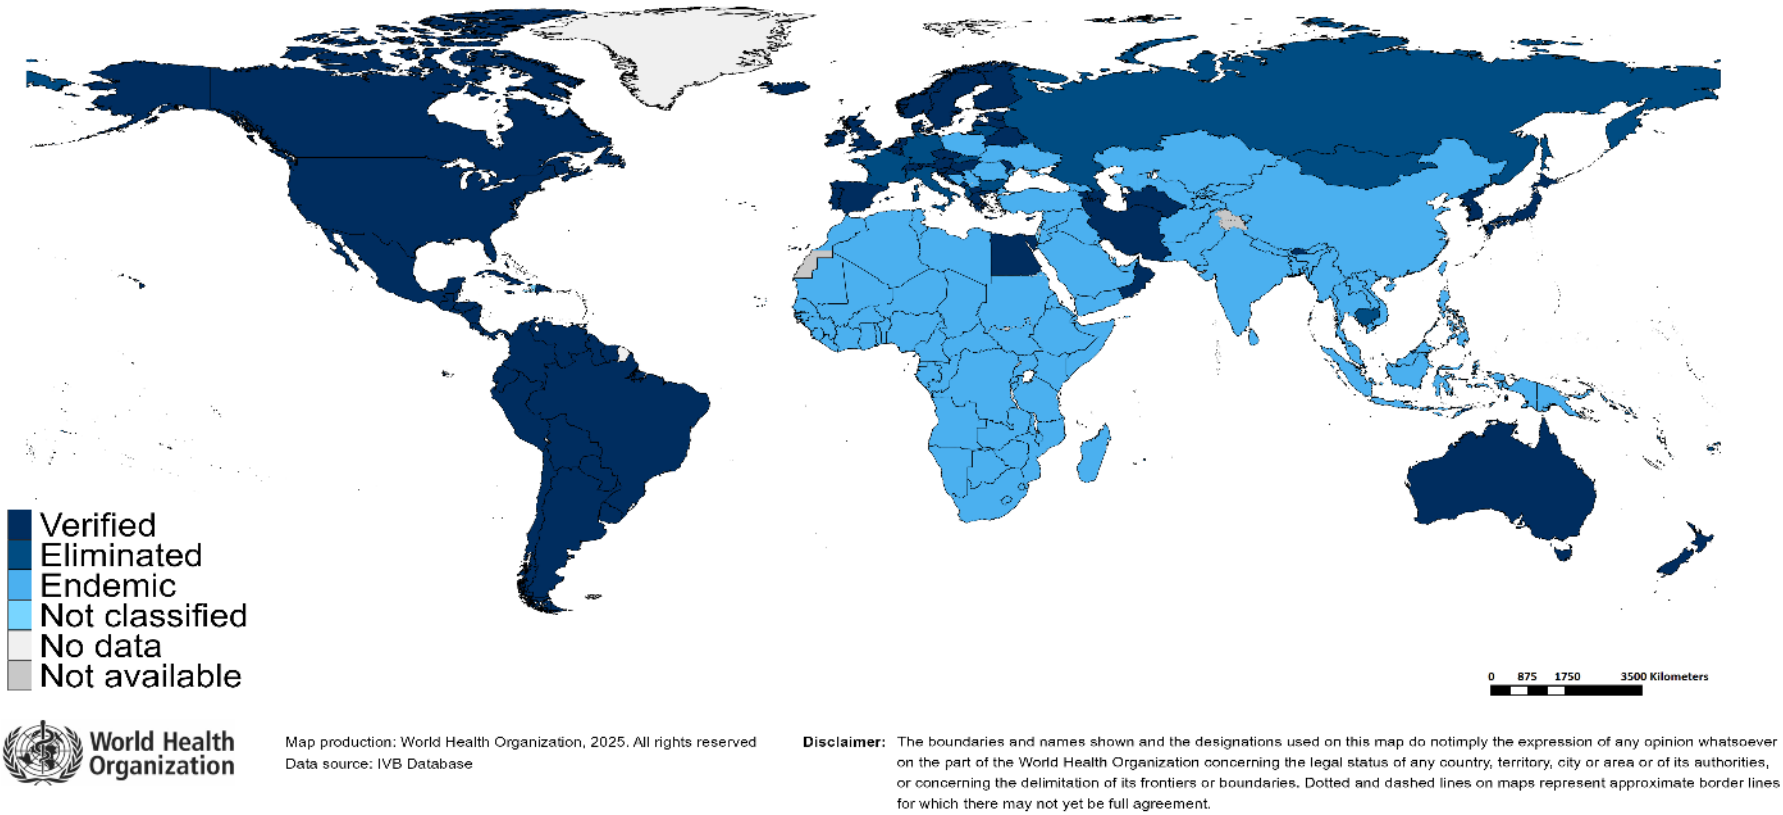 Verified
Eliminated
Endemic
Not classified
No data
Not available
0 875 1750 3500 Kilometers
World Health
Organization
Map production: World Health Organization, 2025. All rights reserved
Data source: IVB Database
Disclaimer: The boundaries and names shown and the designations used on this map do notimply the expression of any opinion whatsoever
on the part of the World Health Organization concerning the legal status of any country, territory, city or area or of its authorities,
or concerning the delimitation of its frontiers or boundaries. Dotted and dashed lines on maps represent approximate border lines
for which there may not yet be full agreement.